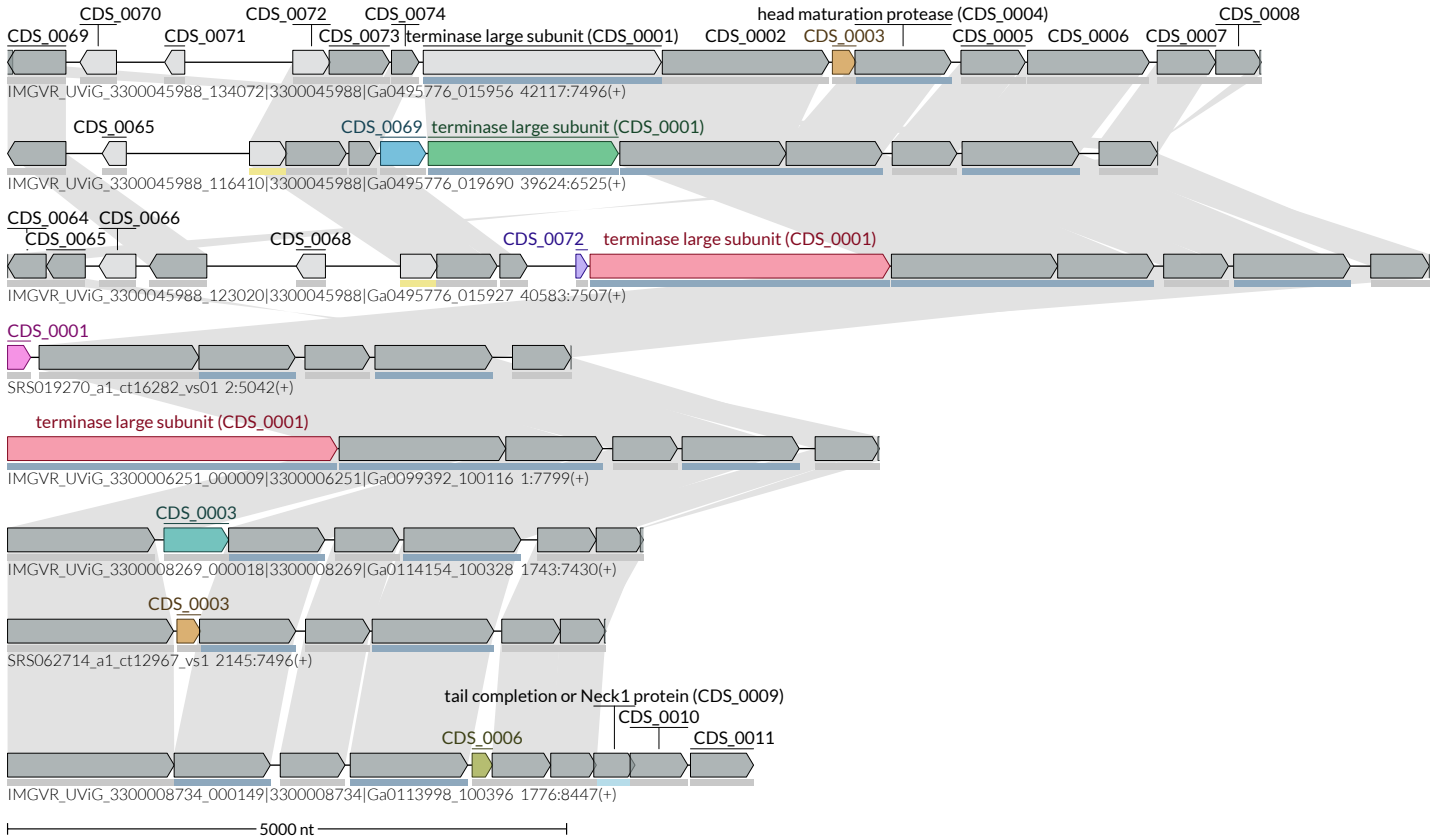 CDS_0070 CDS_0072 CDS_0074 head maturation protease (CDS_0004) CDS_0008
CDS_0069 CDS_0071 CDS_0073 terminase large subunit (CDS_0001) CDS_0002 CDS_0003 CDS_0005 CDS_0006 CDS_0007
IMGVR_UViG_3300045988_134072|3300045988|Ga0495776_015956 42117:7496(+)
CDS_0065 CDS_0069 terminase large subunit (CDS_0001)
IMGVR_UViG_3300045988_116410|3300045988|Ga0495776_019690 39624:6525(+)
CDS_0064 CDS_0066
CDS_0065 CDS_0068 CDS_0072 terminase large subunit (CDS_0001)
IMGVR_UViG_3300045988_123020|3300045988|Ga0495776_015927 40583:7507(+)
CDS_0001
SRS019270_a1_ct16282_vs01 2:5042(+)
terminase large subunit (CDS_0001)
IMGVR_UViG_3300006251_000009|3300006251|Ga0099392_100116 1:7799(+)
CDS_0003
IMGVR_UViG_3300008269_000018|3300008269|Ga0114154_100328 1743:7430(+)
CDS_0003
SRS062714_a1_ct12967_vs1 2145:7496(+)
tail completion or Neck1 protein (CDS_0009)
CDS_0010
CDS_0006 CDS_0011
IMGVR_UViG_3300008734_000149|3300008734|Ga0113998_100396 1776:8447(+)
5000 nt